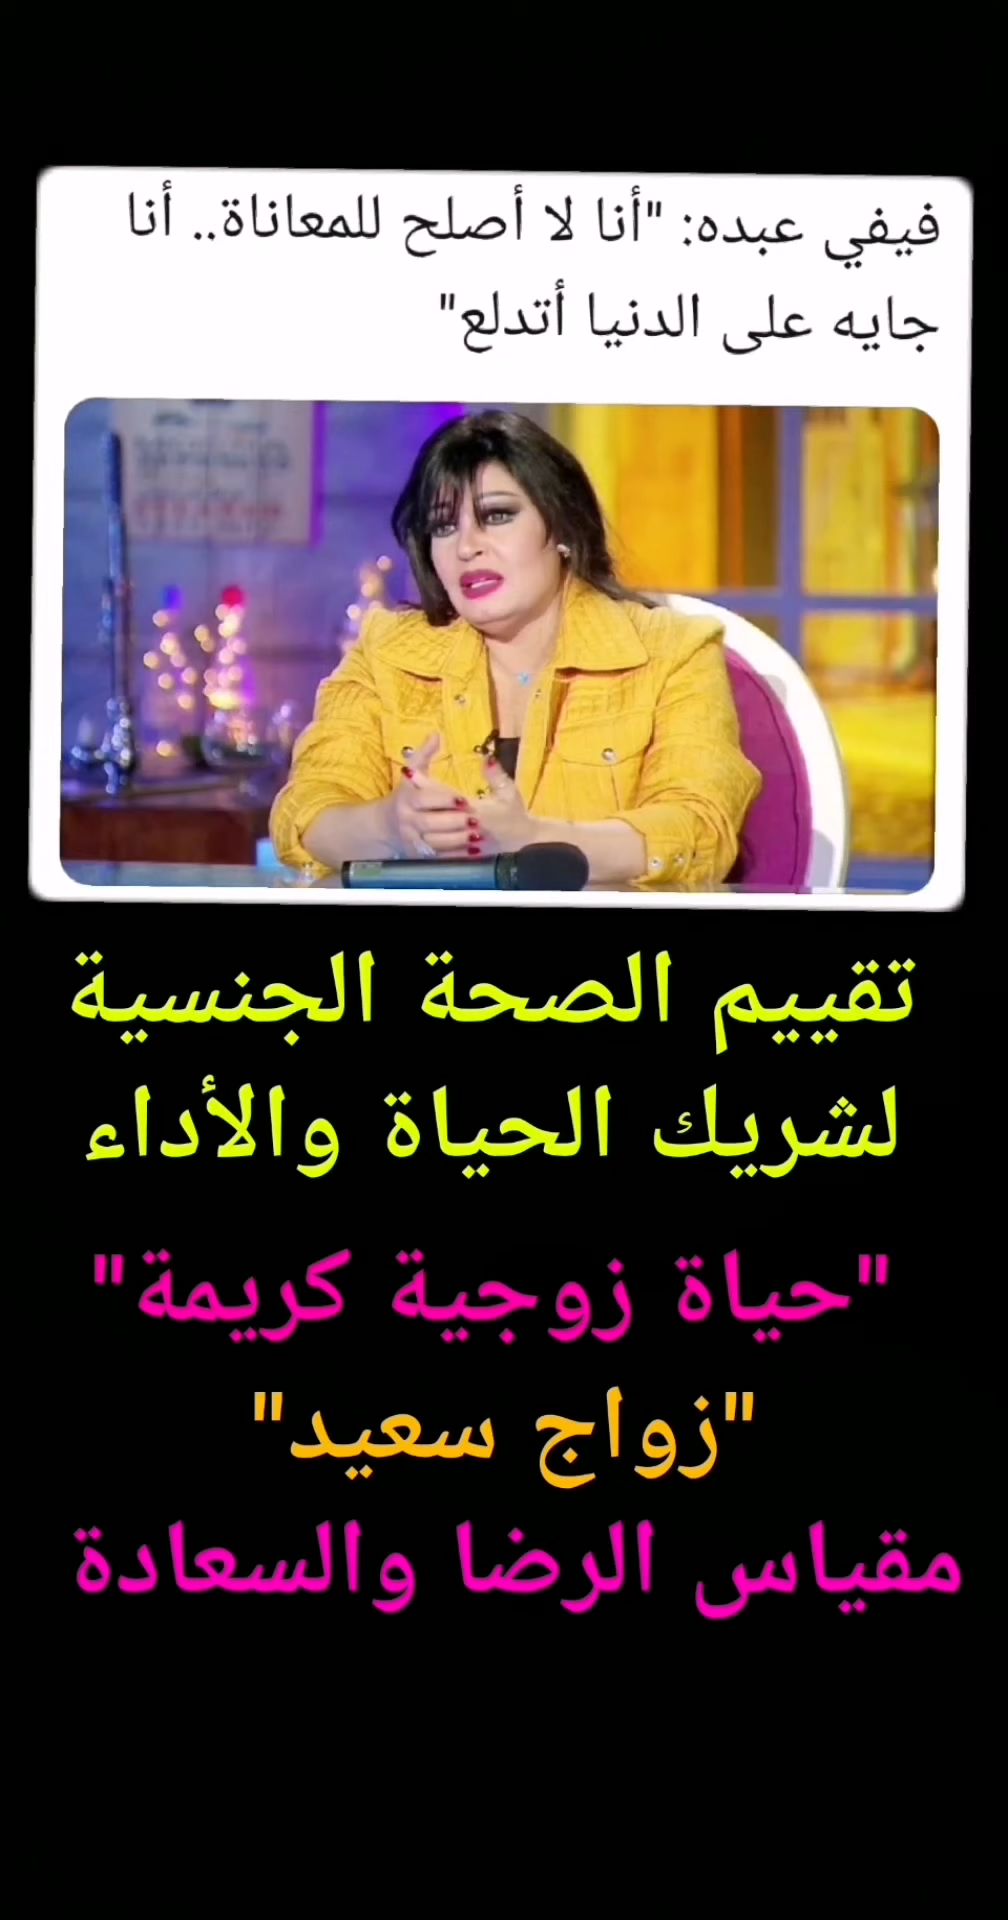 فيفي عبده: "أنا لا أصلح للمعاناة.. أنا
جايه على الدنيا أتدلع"
تقييم الصحة الجنسية
لشريك الحياة والأداء
"حياة زوجية كريمة"
"زواج سعيد"
مقياس الرضا والسعادة